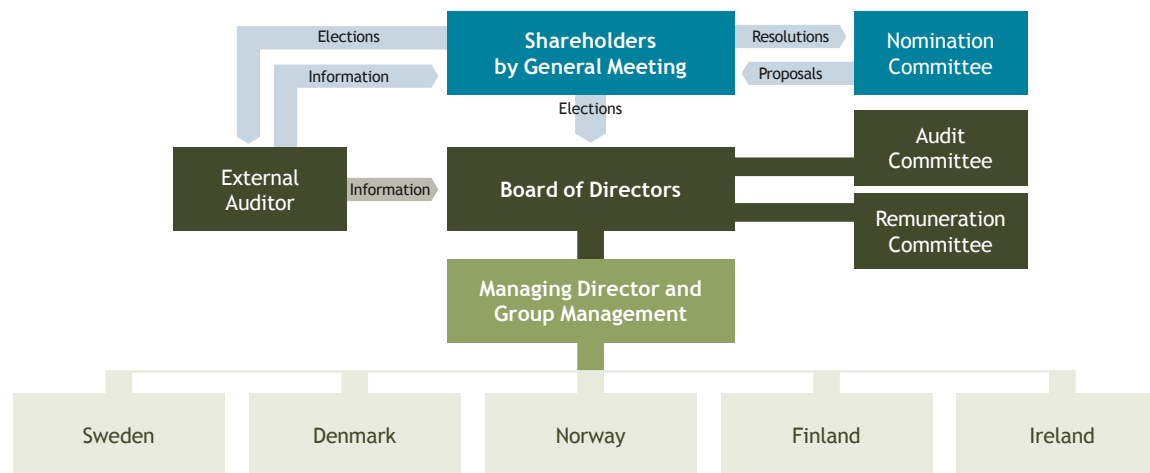 Elections
Shareholders
by General Meeting
Resolutions
Nomination
Committee
Information
Proposals
Elections
External
Auditor
Information
Board of Directors
Audit
Committee
Remuneration
Committee
Managing Director and
Group Management
Sweden
Denmark
Norway
Finland
Ireland